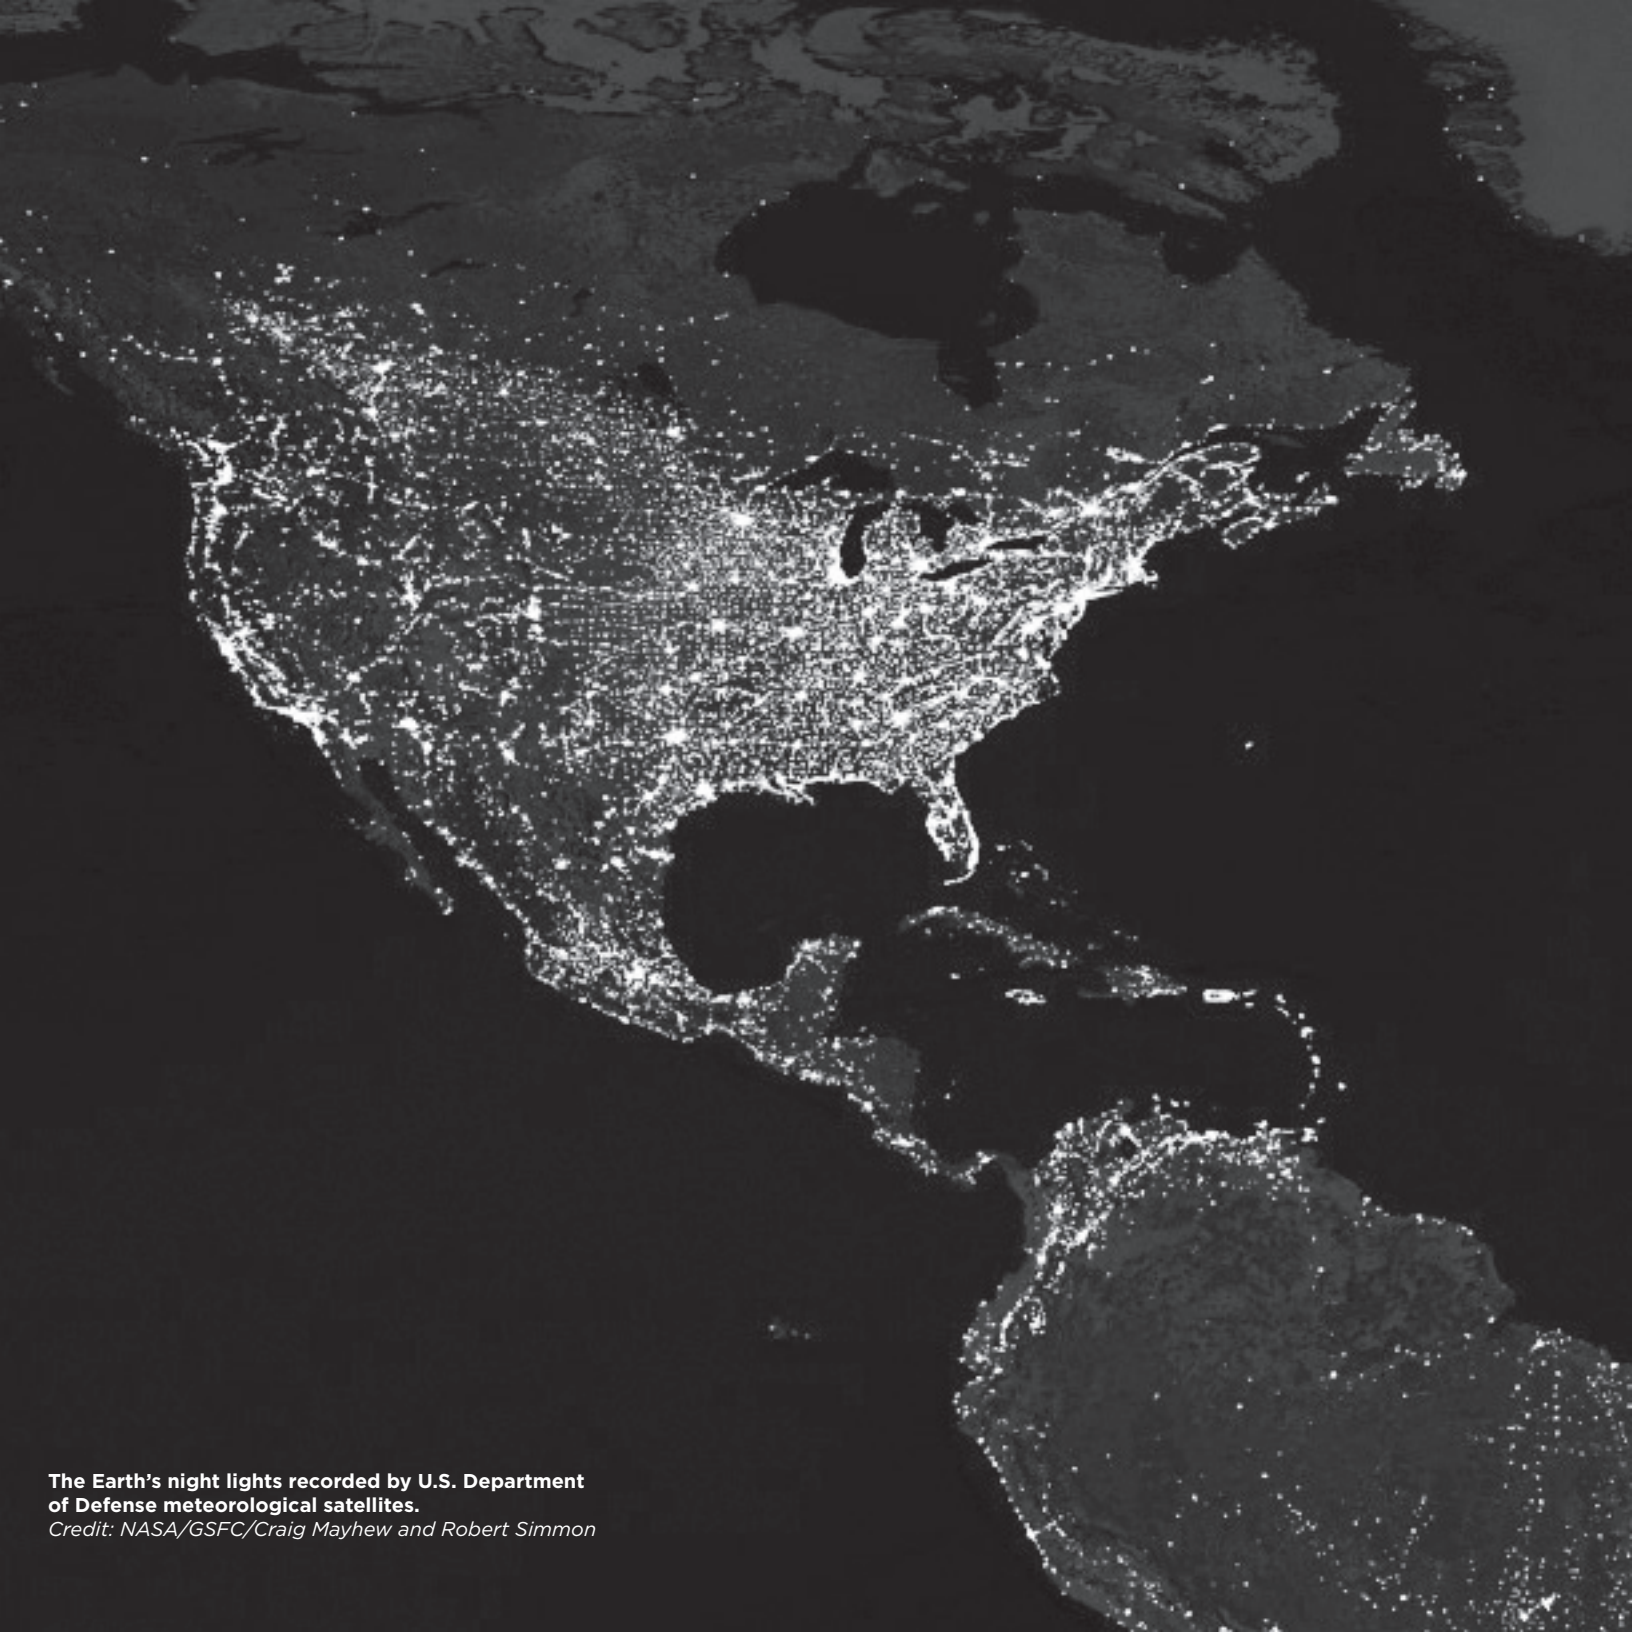 The Earth’s night lights recorded by U.S. Department
of Defense meteorological satellites.
Credit: NASA/GSFC/Craig Mayhew and Robert Simmon